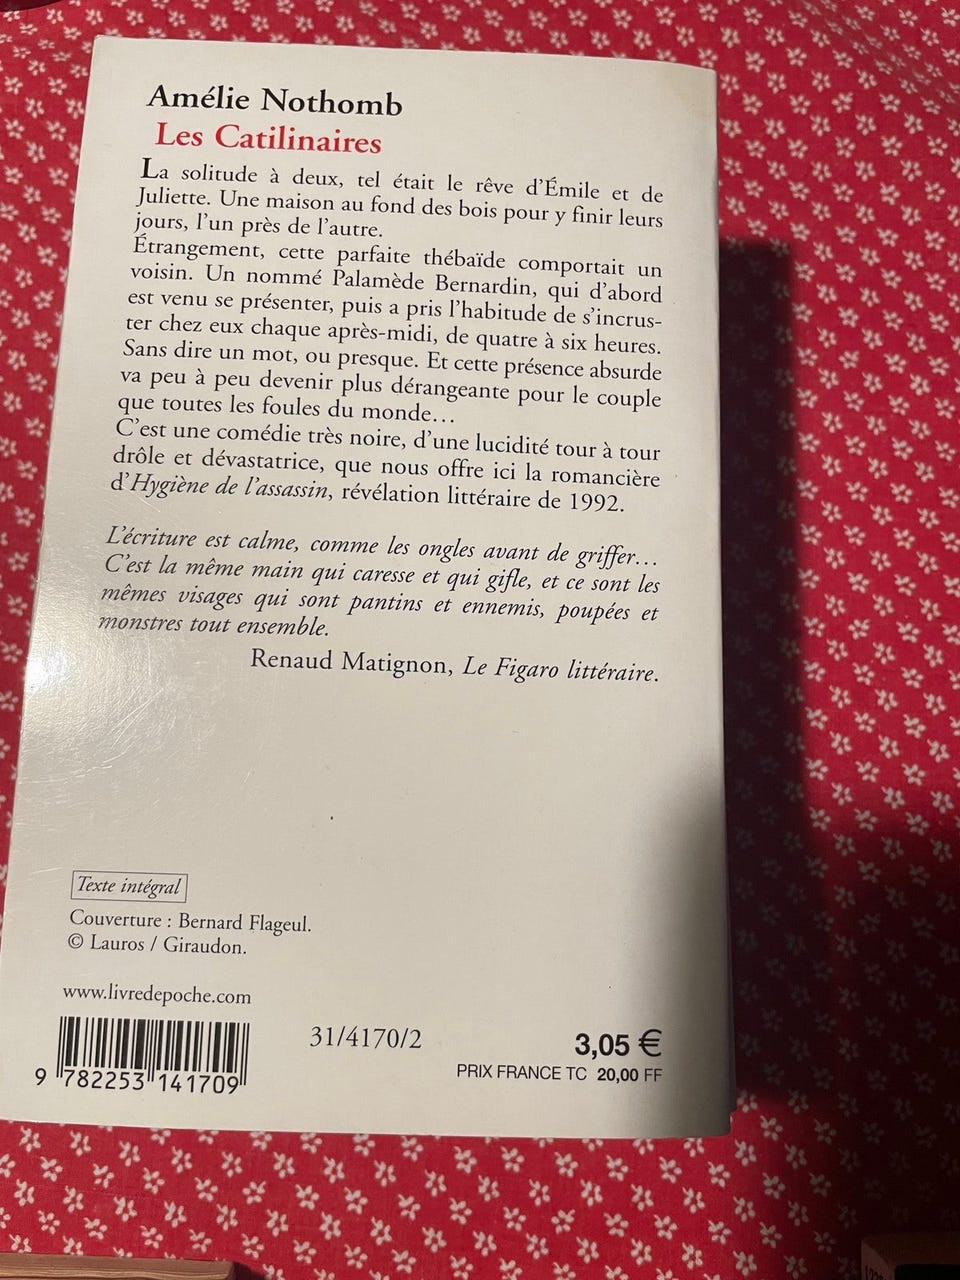 Amélie Nothomb
Les Catilinaires
La solitude à deux, tel était le rêve d'Émile et de
Juliette. Une maison au fond des bois pour y finir leurs
jours, l'un près de l'autre.
Étrangement, cette parfaite thébaïde comportait un
voisin. Un nommé Palamède Bernardin, qui d'abord
est venu se présenter, puis a pris l'habitude de s'incrus-
ter chez eux chaque après-midi, de quatre à six heures.
Sans dire un mot, ou presque. Et cette présence absurde
va peu à peu devenir plus dérangeante pour le couple
que toutes les foules du monde…
C'est une comédie très noire, d'une lucidité tour à tour
drôle et dévastatrice, que nous offre ici la romancière
d'Hygiène de l'assassin, révélation littéraire de 1992.
L'écriture est calme, comme les ongles avant de griffer…
C'est la même main qui caresse et qui gifle, et ce sont les
mêmes visages qui sont pantins et ennemis, poupées et
monstres tout ensemble.
Renaud Matignon, Le Figaro littéraire.
Texte intégral
Couverture : Bernard Flageul.
© Lauros / Giraudon.
www.livredepoche.com
9 782253 141709
31/4170/2
3,05 €
PRIX FRANCE TC 20,00 FF